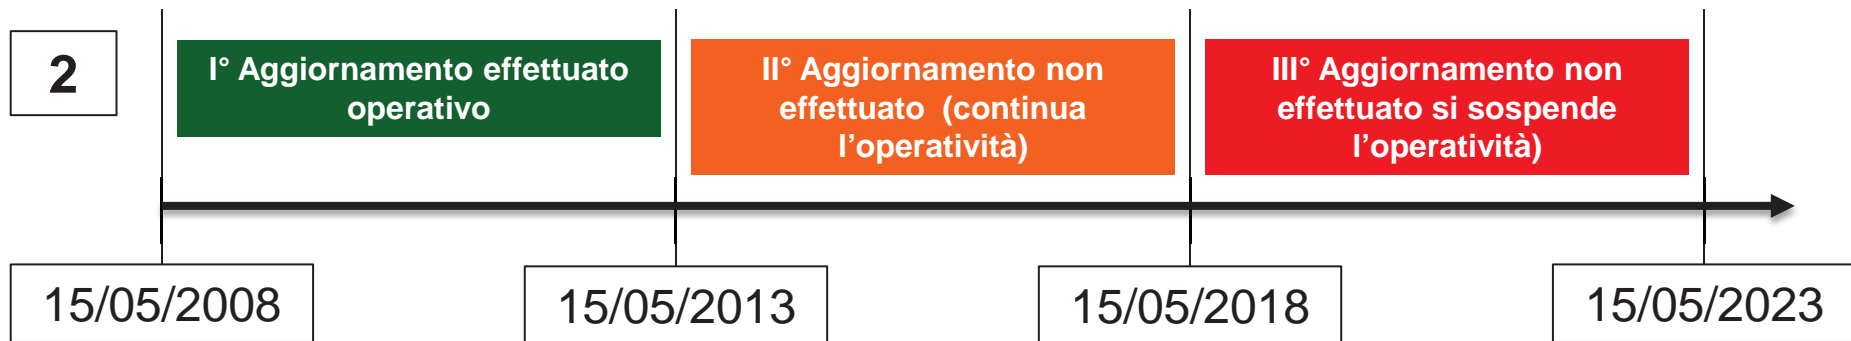 2
I° Aggiornamento effettuato
operativo
II° Aggiornamento non
effettuato (continua
l’operatività)
III° Aggiornamento non
effettuato si sospende
l’operatività)
15/05/2008
15/05/2013
15/05/2018
15/05/2023